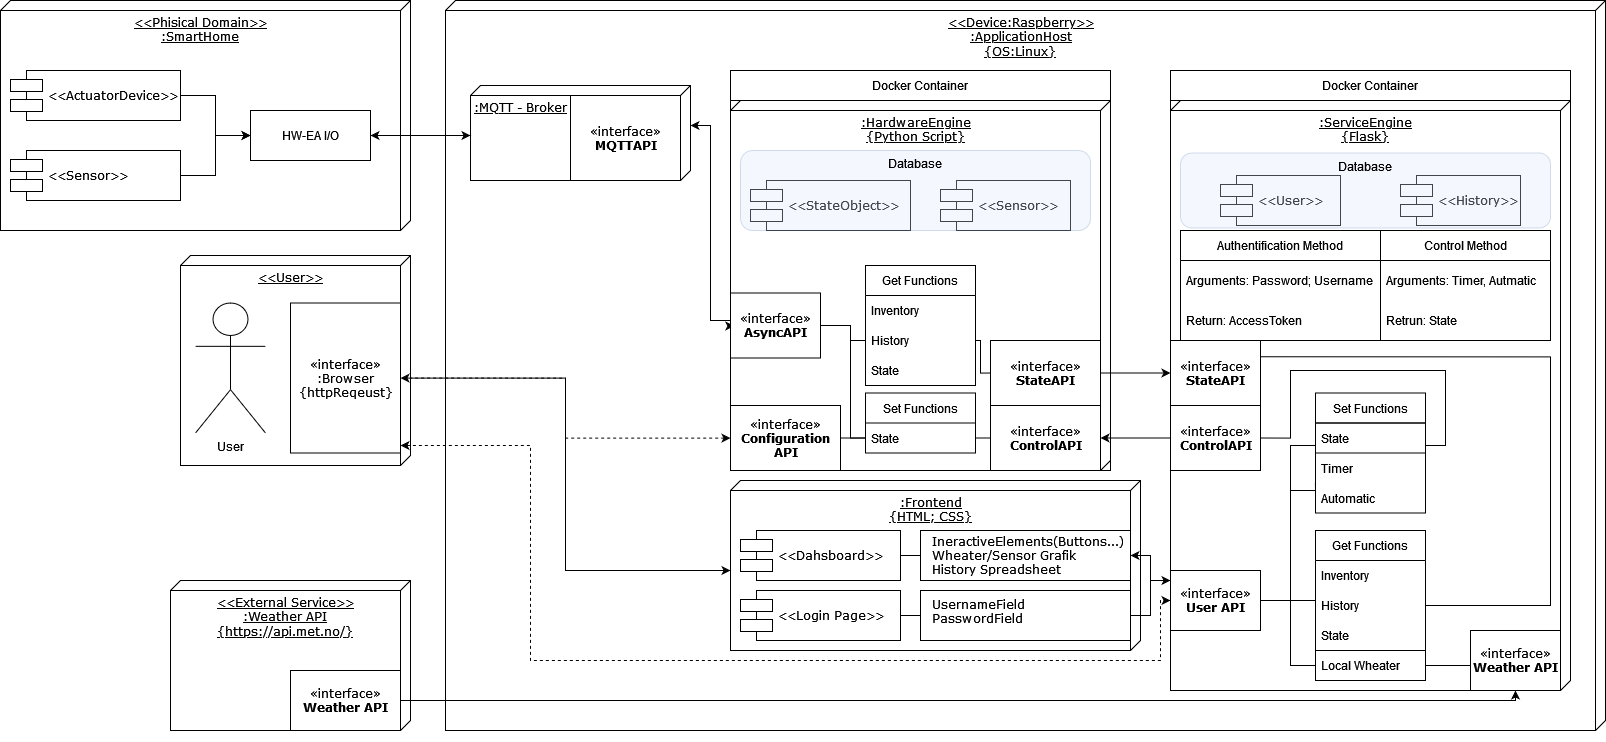 <<Phisical Domain>>
:SmartHome
<<ActuatorDevice>>
<<Sensor>>
HW-EA I/O
<<Device:Raspberry>>
:ApplicationHost
{OS:Linux}
:MQTT - Broker
«interface»
MQTTAPI
Docker Container
:HardwareEngine
{Python Script}
Database
<<StateObject>>
<<Sensor>>
«interface»
AsyncAPI
Get Functions
Inventory
History
State
«interface»
StateAPI
«interface»
Configuration
API
Set Functions
State
«interface»
ControlAPI
Docker Container
:ServiceEngine
{Flask}
Database
<<User>>
<<History>>
Authentification Method
Control Method
Arguments: Password; Username
Arguments: Timer, Autmatic
Return: AccessToken
Retrun: State
«interface»
StateAPI
«interface»
ControlAPI
Set Functions
State
Timer
Automatic
Get Functions
Inventory
History
State
Local Wheater
«interface»
User API
«interface»
Weather API
<<User>>
User
«interface»
:Browser
{httpReqeust}
:Frontend
{HTML; CSS}
<<Dahsboard>>
IneractiveElements(Buttons...)
Wheater/Sensor Grafik
History Spreadsheet
<<Login Page>>
UsernameField
PasswordField
<<External Service>>
:Weather API
{https://api.met.no/}
«interface»
Weather API